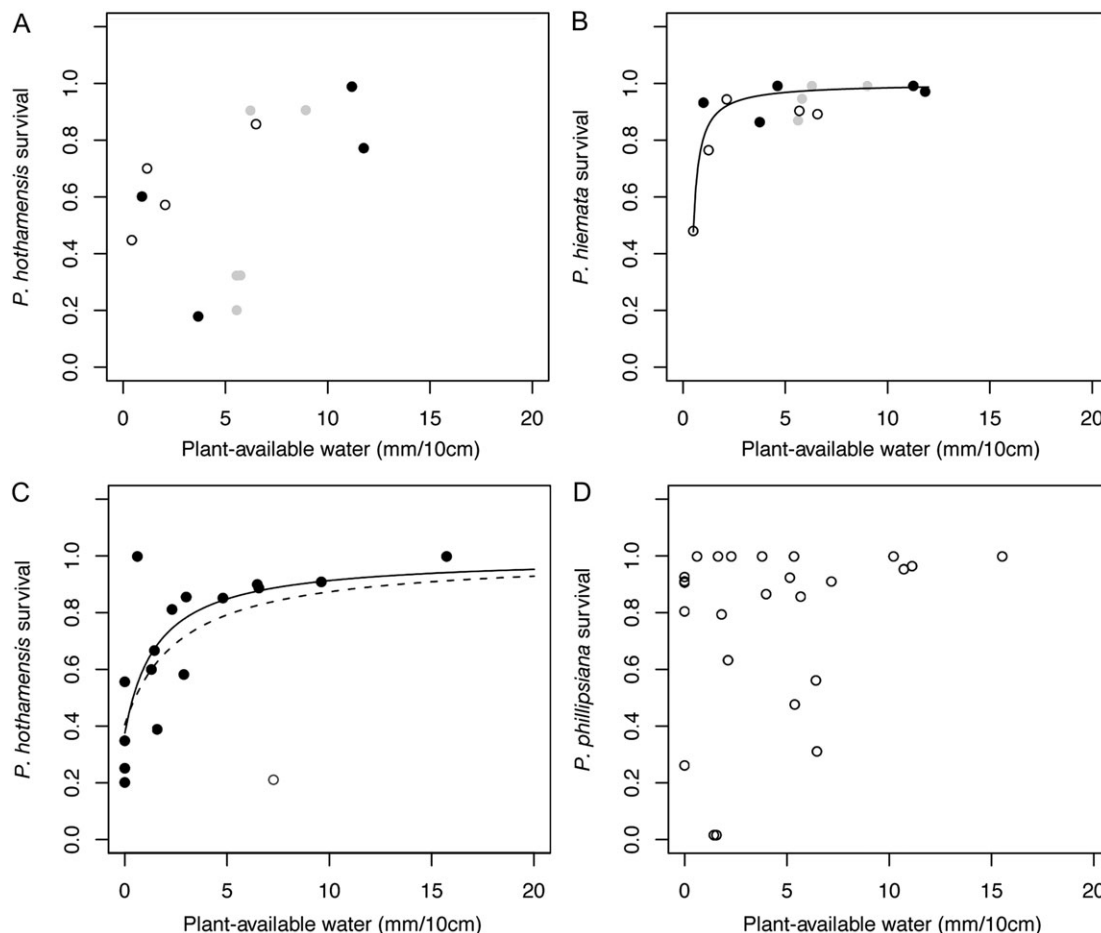 A
P. hothamensis survival
0.0 0.2 0.4 0.6 0.8 1.0
0 5 10 15 20
Plant-available water (mm/10cm)
B
P. hiemata survival
0.0 0.2 0.4 0.6 0.8 1.0
0 5 10 15 20
Plant-available water (mm/10cm)
C
P. hothamensis survival
0.0 0.2 0.4 0.6 0.8 1.0
0 5 10 15 20
Plant-available water (mm/10cm)
D
P. phillipsiana survival
0.0 0.2 0.4 0.6 0.8 1.0
0 5 10 15 20
Plant-available water (mm/10cm)